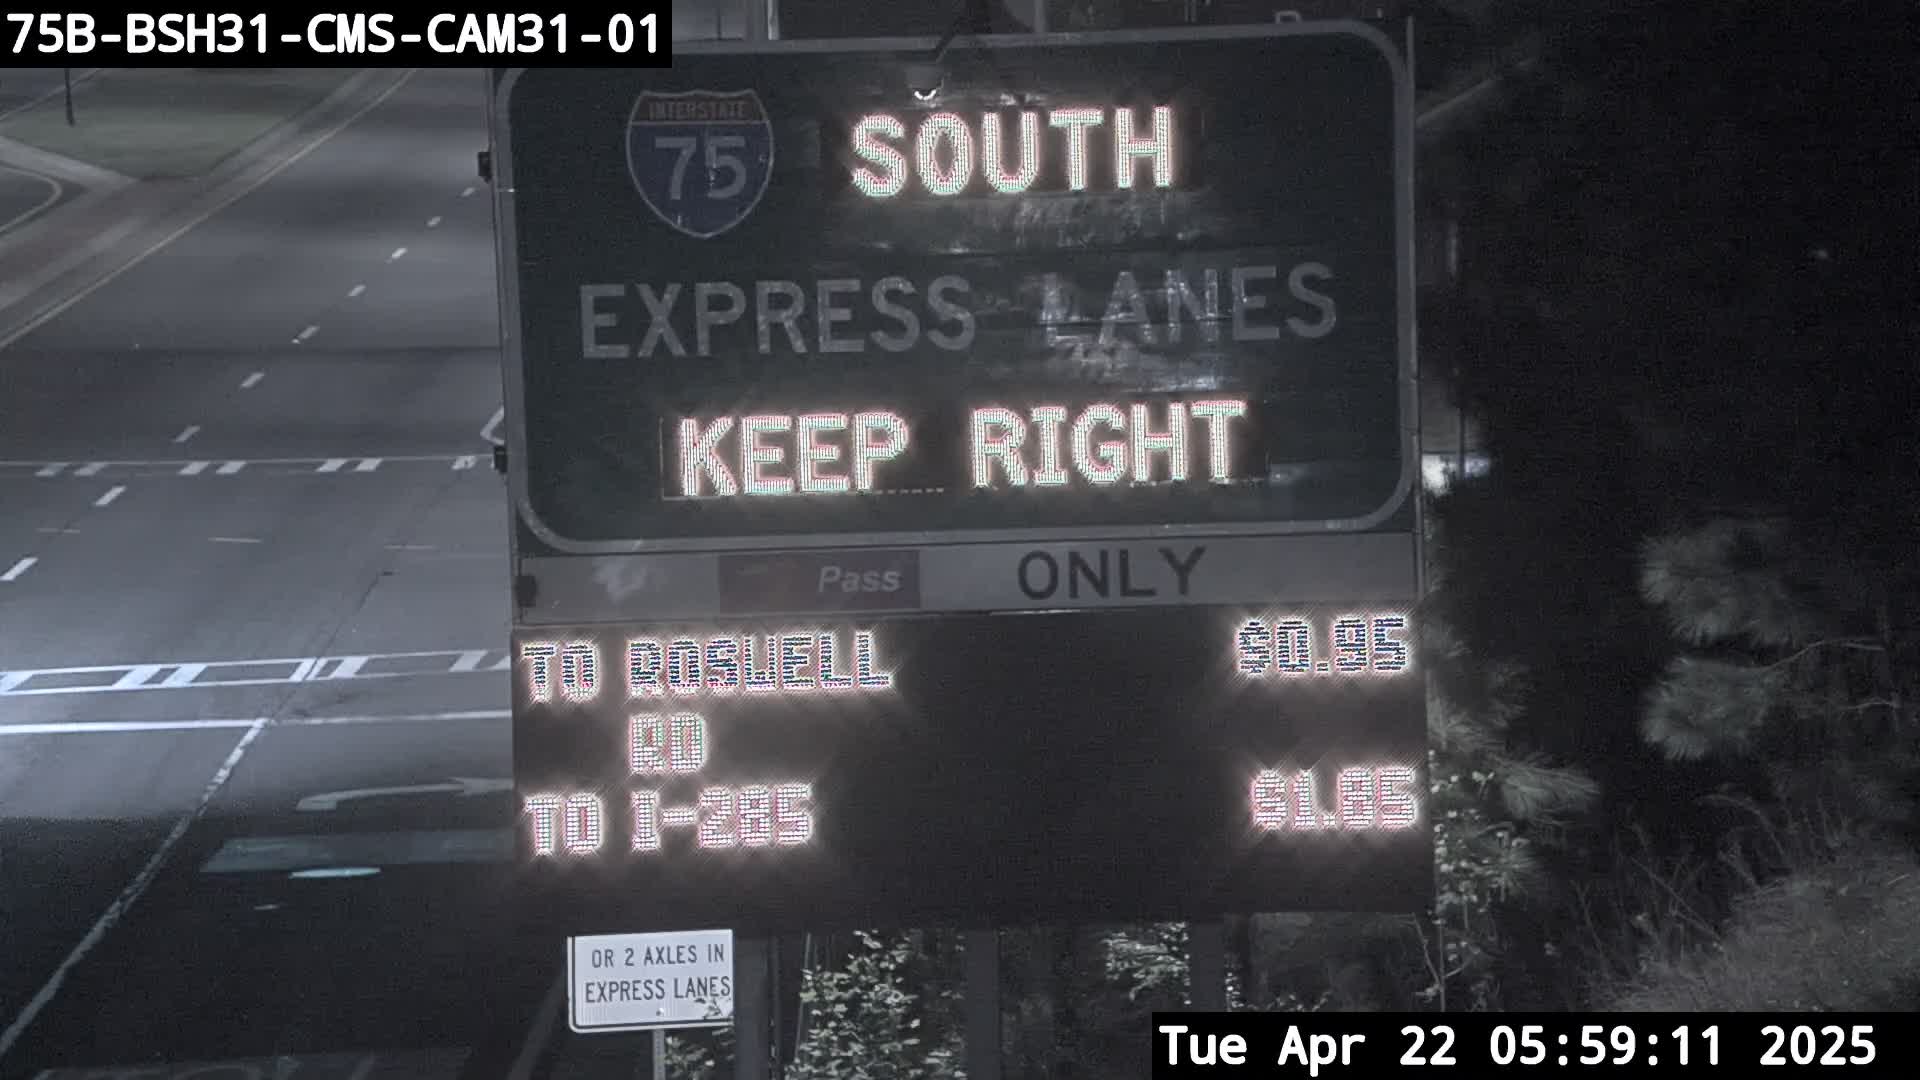 75B-BSH31-CMS-CAM31-01
INTERSTATE
75
SOUTH
EXPRESS LANES
KEEP RIGHT
Pass ONLY
TO ROSWELL $0.95
RD
TO I-285 $1.85
OR 2 AXLES IN
EXPRESS LANES
Tue Apr 22 05:59:11 2025